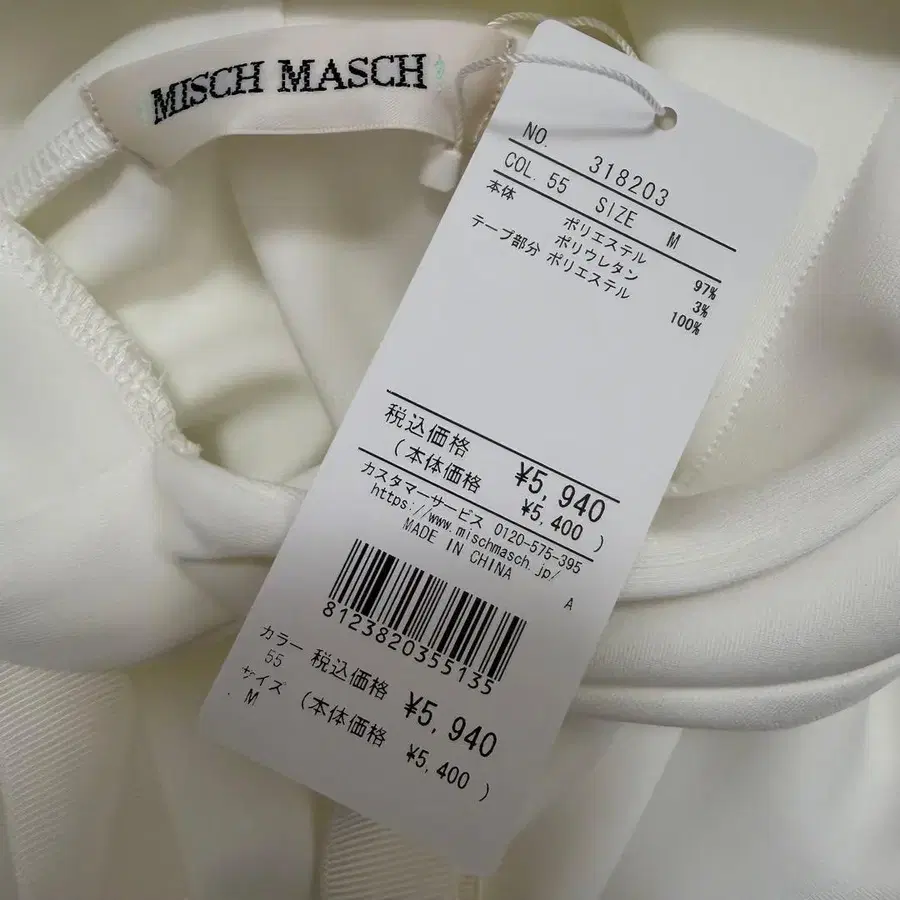 MISCH MASCH
NO. 318203
COL. 55 SIZE M
本体 ポリエステル 97%
ポリウレタン 3%
テープ部分 ポリエステル 100%
税込価格 ¥5,940
(本体価格 ¥5,400)
カスタマーサービス 0120-575-395
https://www.mischmasch.jp/
MADE IN CHINA
A
8123820355135
カラー 税込価格 ¥5,940
55
サイズ (本体価格 ¥5,400)
M